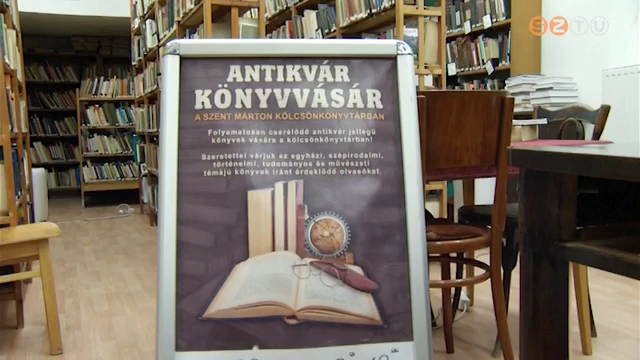 SZTV
ANTIKVÁR
KÖNYVVÁSÁR
A SZENT MÁRTON KÖLCSÖNKÖNYVTÁRBAN
Folyamatosan cserélődő antikvár jellegű
könyvek vására a kölcsönkönyvtárban!
Szeretettel várjuk az egyházi, szépirodalmi,
történelmi, tudományos és művészeti
témájú könyvek iránt érdeklődő olvasókat.